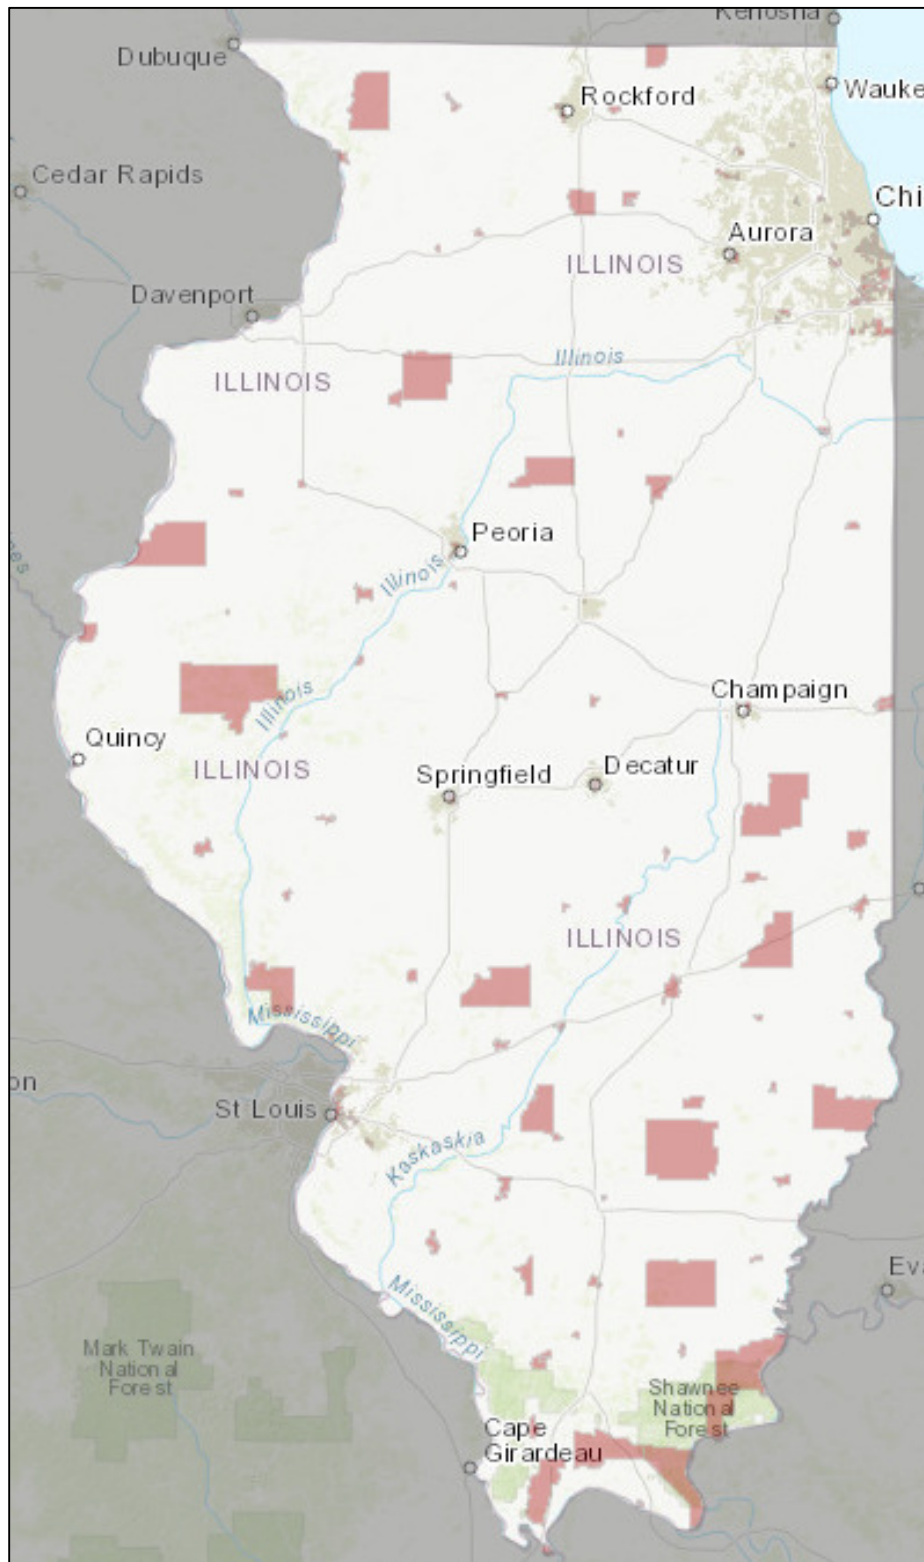 Kenosha
Dubuque
Rockford
Wauke
Cedar Rapids
Chi
Aurora
ILLINOIS
Davenport
Illinois
ILLINOIS
Peoria
Illinois
Champaign
Illinois
Quincy
Decatur
ILLINOIS
Springfield
ILLINOIS
Mississippi
on
St Louis
Kaskaskia
Eva
Mississippi
Mark Twain
National
Forest
Shawnee
National
Forest
Cape
Girardeau